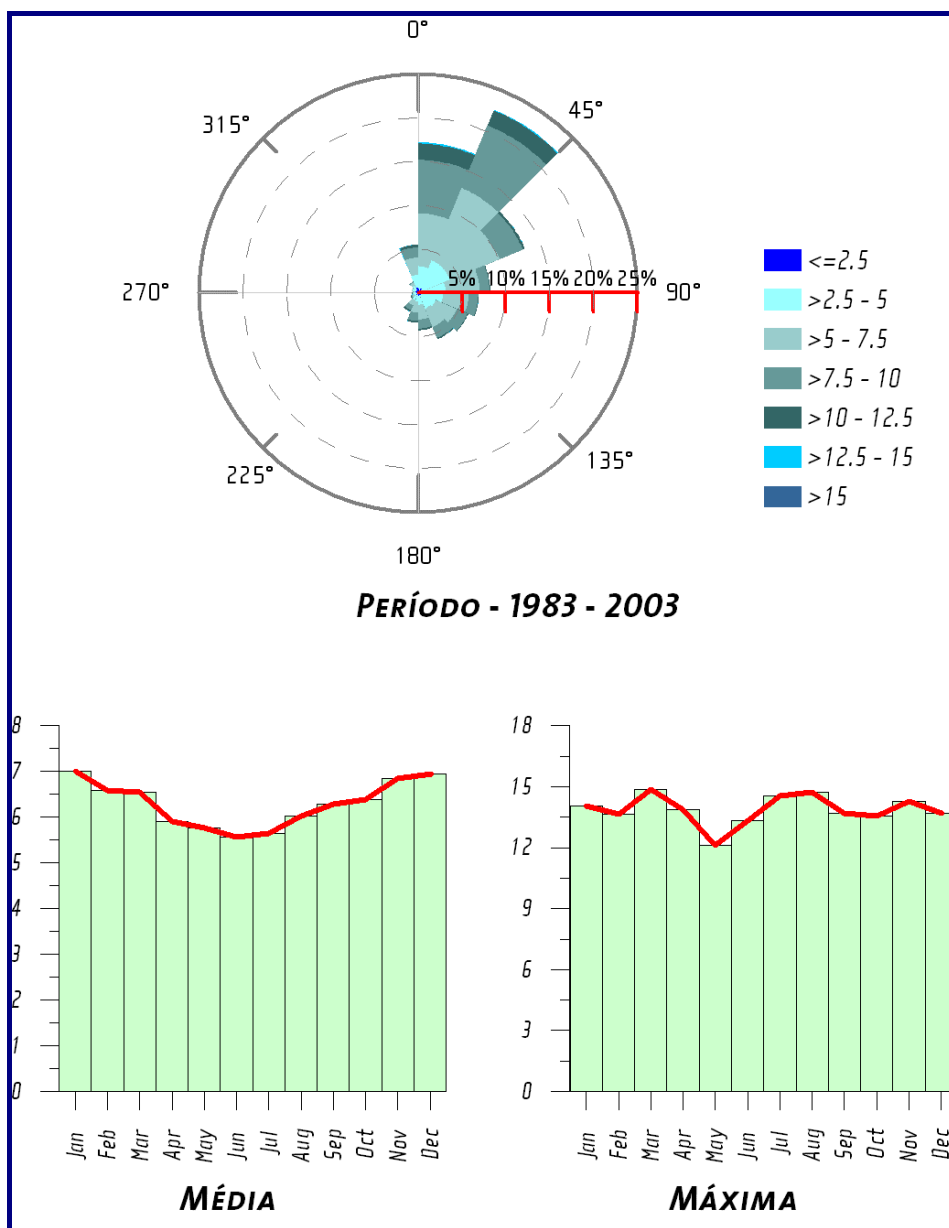 0°
315°
45°
270°
5% 10% 15% 20% 25%
90°
225°
135°
180°
<=2.5
>2.5 - 5
>5 - 7.5
>7.5 - 10
>10 - 12.5
>12.5 - 15
>15
PERÍODO - 1983 - 2003
8
7
6
5
4
3
2
1
0
Jan Feb Mar Apr May Jun Jul Aug Sep Oct Nov Dec
MÉDIA
18
15
12
9
6
3
0
Jan Feb Mar Apr May Jun Jul Aug Sep Oct Nov Dec
MÁXIMA